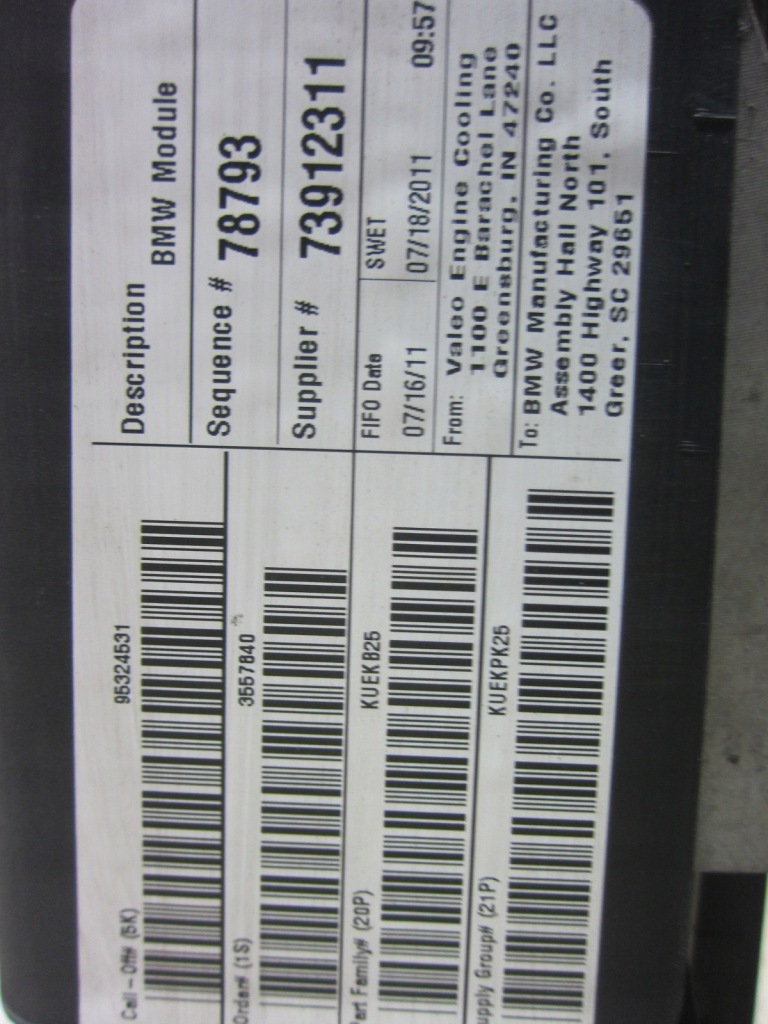 Call - Off# (5K)
95324531
Order# (1S)
3557840
Part Family# (20P)
KUEKB25
Supply Group# (21P)
KUEKPK25
Description
BMW Module
Sequence # 78793
Supplier # 73912311
FIFO Date
07/16/11
SWET
07/18/2011 09:57
From: Valeo Engine Cooling
1100 E Barachel Lane
Greensburg, IN 47240
To: BMW Manufacturing Co. LLC
Assembly Hall North
1400 Highway 101, South
Greer, SC 29651